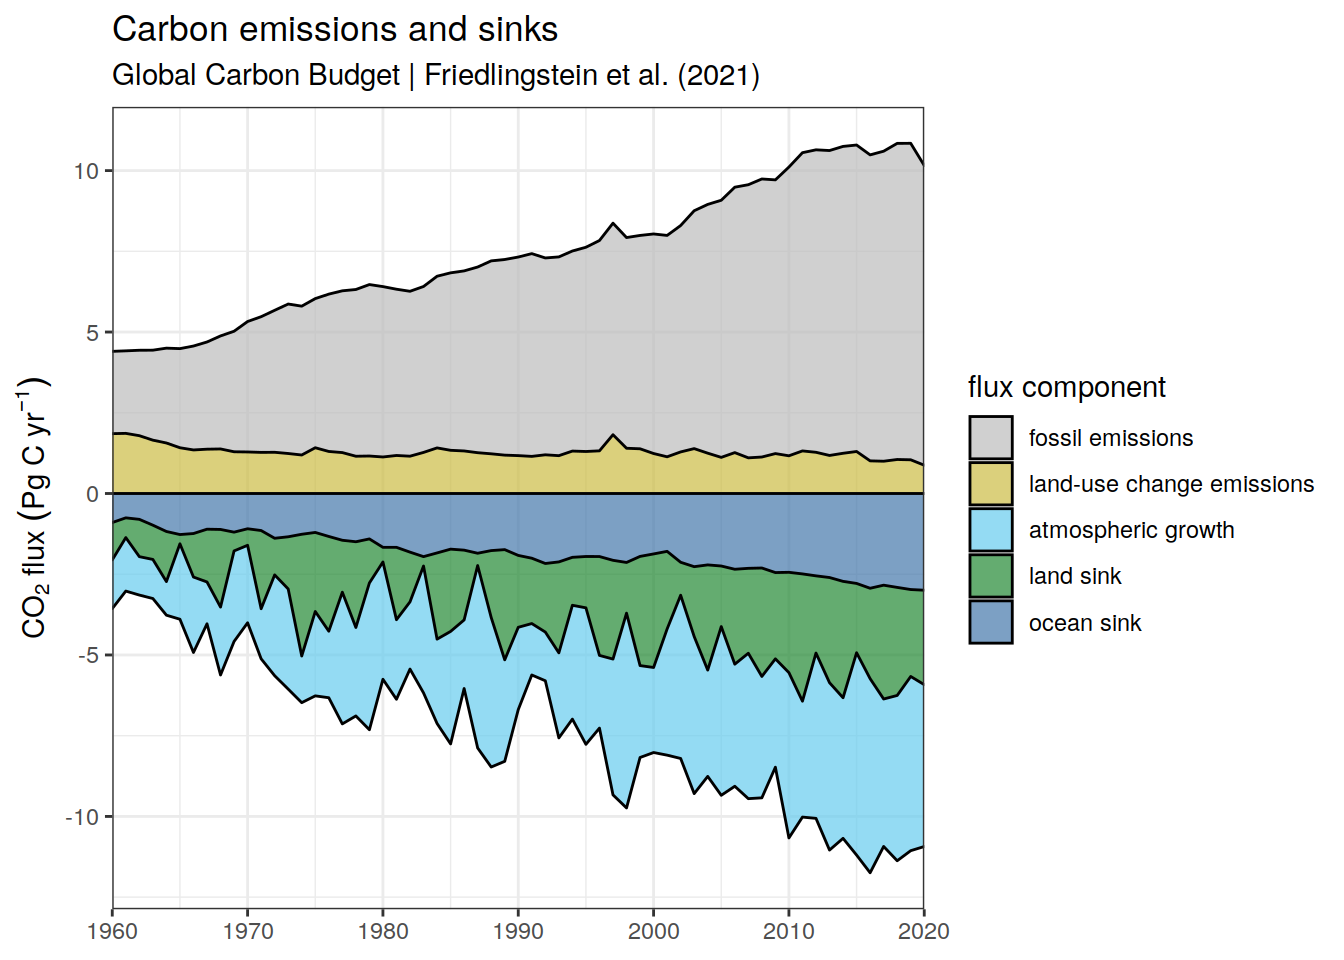 Carbon emissions and sinks
Global Carbon Budget | Friedlingstein et al. (2021)
CO₂ flux (Pg C yr⁻¹)
10
5
0
-5
-10
1960 1970 1980 1990 2000 2010 2020
flux component
fossil emissions
land-use change emissions
atmospheric growth
land sink
ocean sink